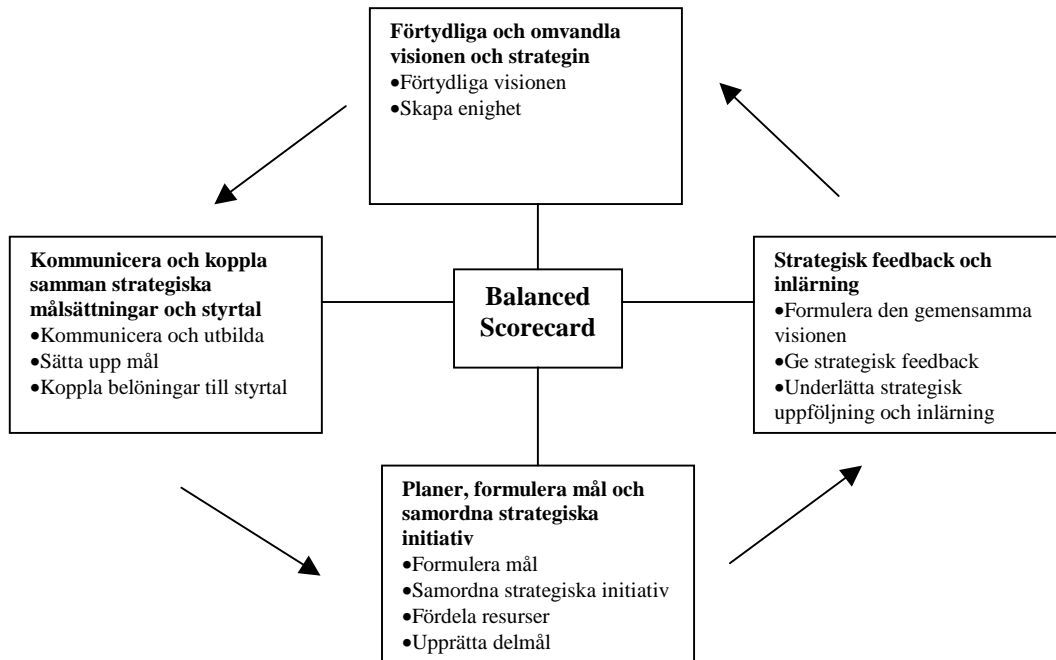 Förtydliga och omvandla
visionen och strategin
•Förtydliga visionen
•Skapa enighet
Kommunicera och koppla
samman strategiska
målsättningar och styrtal
•Kommunicera och utbilda
•Sätta upp mål
•Koppla belöningar till styrtal
Balanced
Scorecard
Strategisk feedback och
inlärning
•Formulera den gemensamma
visionen
•Ge strategisk feedback
•Underlätta strategisk
uppföljning och inlärning
Planer, formulera mål och
samordna strategiska
initiativ
•Formulera mål
•Samordna strategiska initiativ
•Fördela resurser
•Upprätta delmål